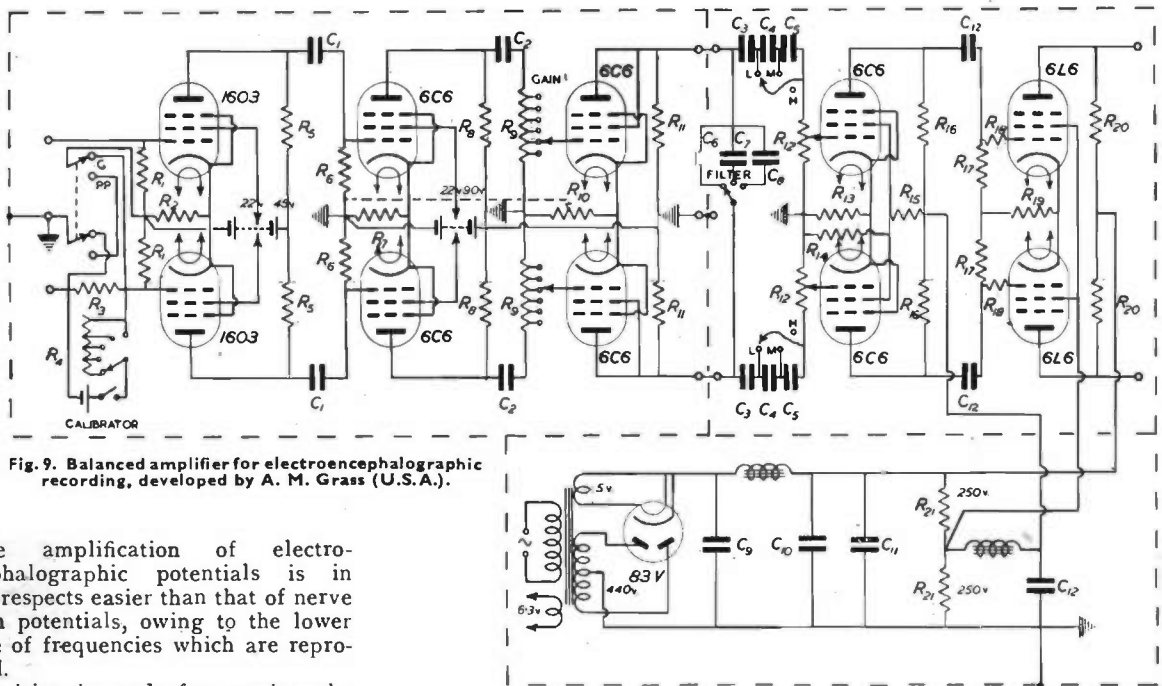 C1
C2
C3 C4 C5
C12
1603
6C6
6C6
GAIN
L M
H
6C6
6L6
R5
R8
R9
R11
R12
R16
R18
R20
G
PP
R1
R2
22v 45v
R6
22v 90v
R10
C6 C7
C8
FILTER
R13
R15
R17
R19
R1
R3
R4
R5
R6
R7
R8
R9
R11
R14
R12
R16
R17
R18
R20
1603
6C6
6C6
H
L M
6C6
6L6
C1
C2
C3 C4 C5
C12
CALIBRATOR
Fig. 9. Balanced amplifier for electroencephalographic
recording, developed by A. M. Grass (U.S.A.).
5v
83V
440v
6·3v
C9
C10
C11
R21 250v.
R21 250v.
C12
amplification of electro-
phalographic potentials is in
respects easier than that of nerve
potentials, owing to the lower
of frequencies which are repro-